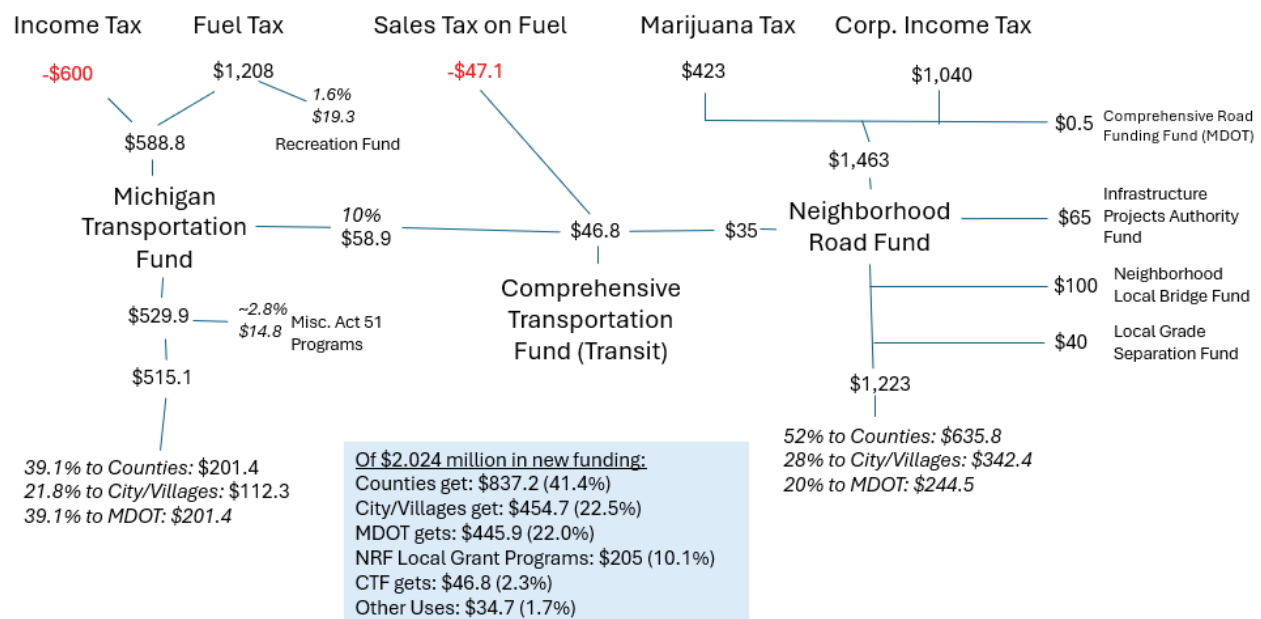 Income Tax
Fuel Tax
Sales Tax on Fuel
Marijuana Tax
Corp. Income Tax
-$600
$1,208
-$47.1
$423
$1,040
1.6%
$19.3
Recreation Fund
$588.8
$0.5
Comprehensive Road
Funding Fund (MDOT)
$1,463
Michigan
Transportation
Fund
10%
$58.9
$46.8
$35
Neighborhood
Road Fund
$65
Infrastructure
Projects Authority
Fund
Comprehensive
Transportation
Fund (Transit)
$100
Neighborhood
Local Bridge Fund
$529.9
~2.8%
$14.8
Misc. Act 51
Programs
$40
Local Grade
Separation Fund
$515.1
$1,223
39.1% to Counties: $201.4
21.8% to City/Villages: $112.3
39.1% to MDOT: $201.4
52% to Counties: $635.8
28% to City/Villages: $342.4
20% to MDOT: $244.5
Of $2.024 million in new funding:
Counties get: $837.2 (41.4%)
City/Villages get: $454.7 (22.5%)
MDOT gets: $445.9 (22.0%)
NRF Local Grant Programs: $205 (10.1%)
CTF gets: $46.8 (2.3%)
Other Uses: $34.7 (1.7%)